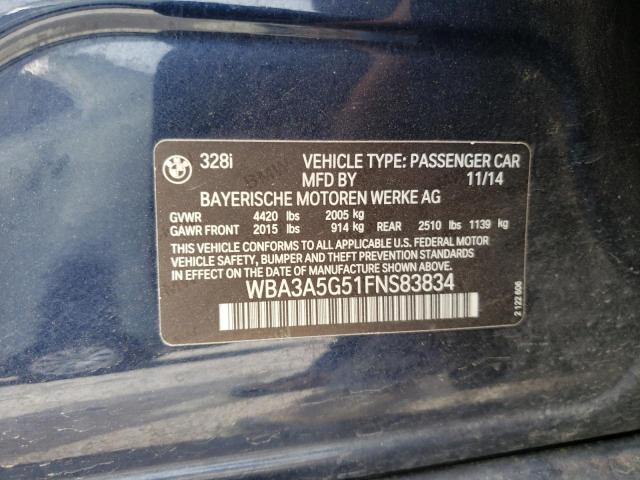 328i VEHICLE TYPE: PASSENGER CAR
MFD BY 11/14
BAYERISCHE MOTOREN WERKE AG
GVWR 4420 lbs 2005 kg
GAWR FRONT 2015 lbs 914 kg REAR 2510 lbs 1139 kg
THIS VEHICLE CONFORMS TO ALL APPLICABLE U.S. FEDERAL MOTOR
VEHICLE SAFETY, BUMPER AND THEFT PREVENTION STANDARDS
IN EFFECT ON THE DATE OF MANUFACTURE SHOWN ABOVE.
WBA3A5G51FNS83834
2 122 606